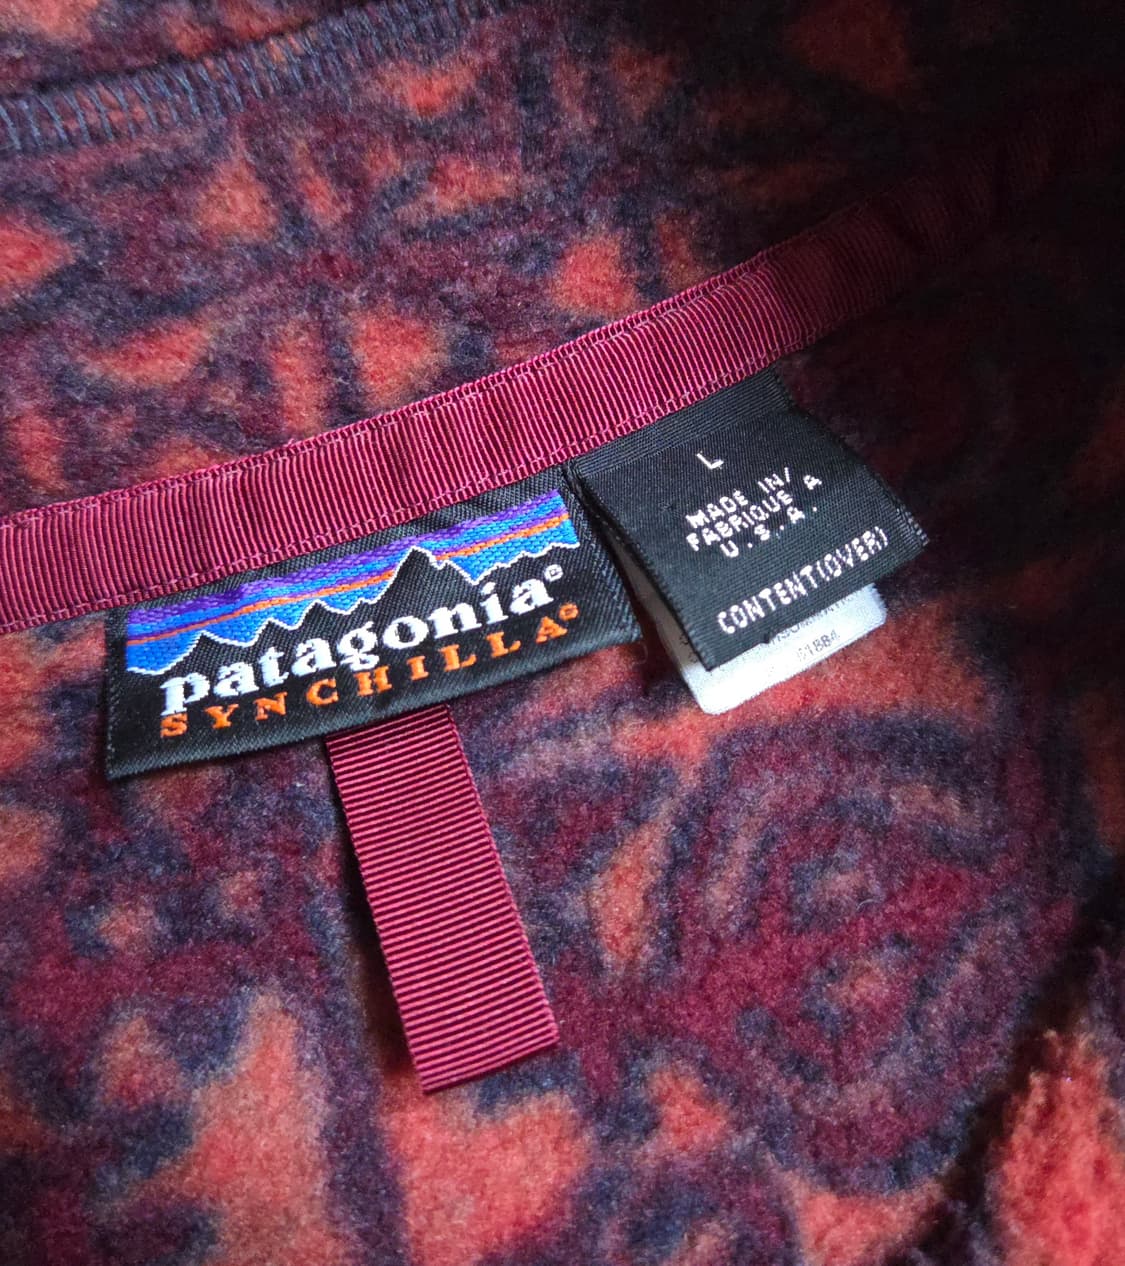 patagonia®
SYNCHILLA®
L
MADE IN/
FABRIQUE A
U.S.A.
CONTENT(OVER)